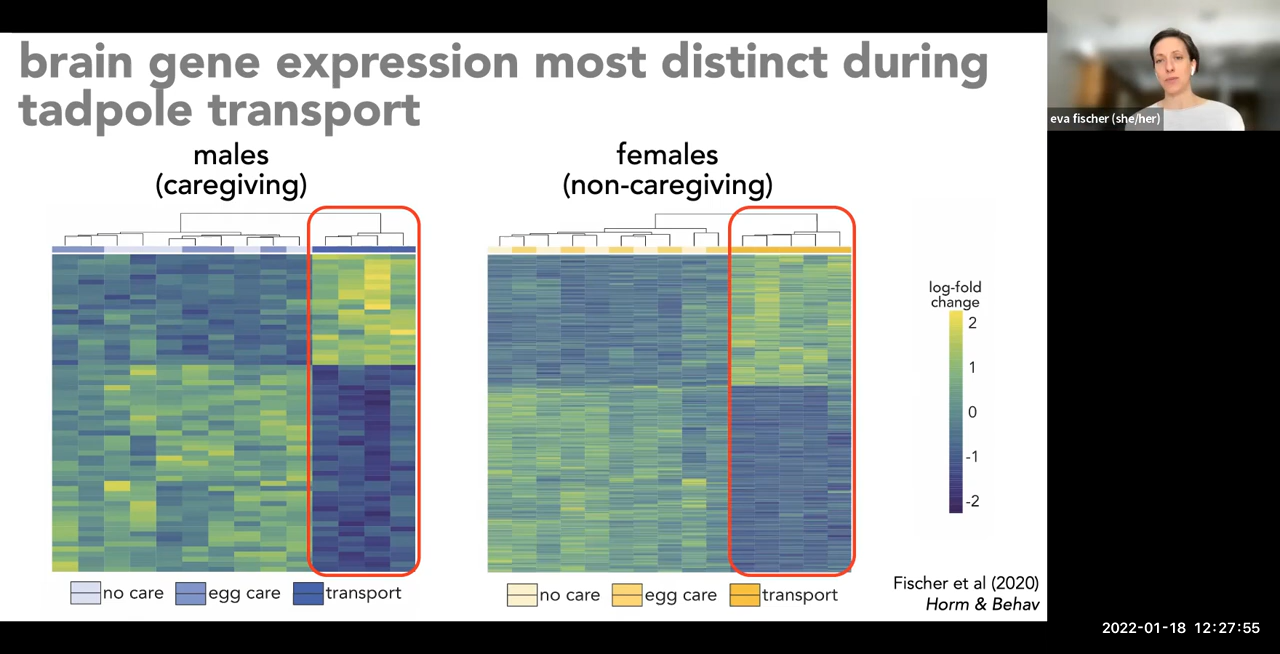 brain gene expression most distinct during
tadpole transport
eva fischer (she/her)
males
(caregiving)
females
(non-caregiving)
log-fold
change
2
1
0
-1
-2
no care egg care transport
no care egg care transport
Fischer et al (2020)
Horm & Behav
2022-01-18 12:27:55